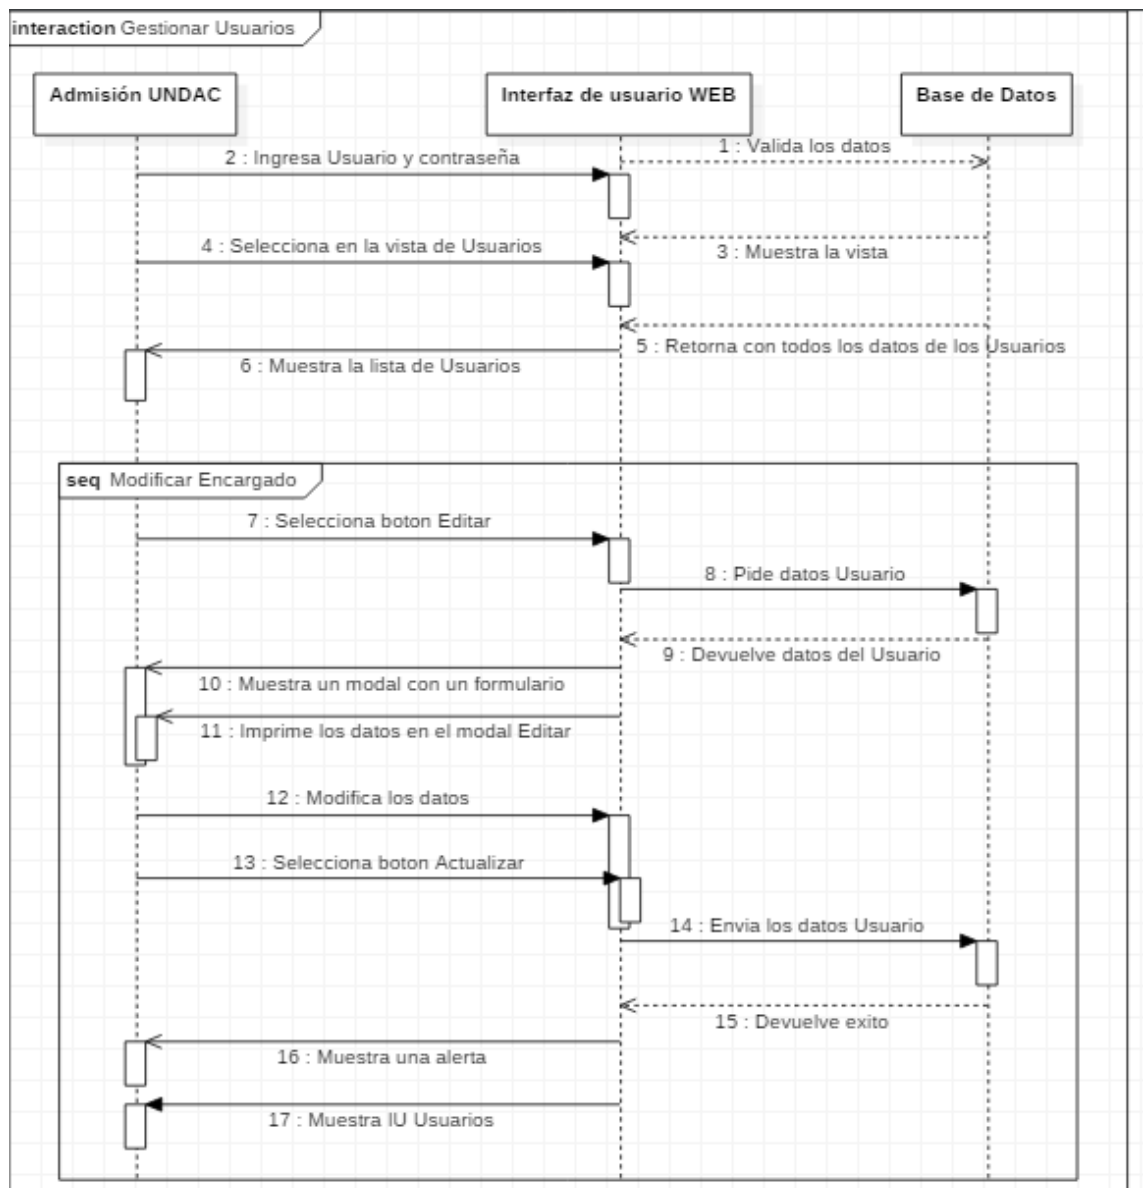 interaction Gestionar Usuarios
Admisión UNDAC
Interfaz de usuario WEB
Base de Datos
1 : Valida los datos
2 : Ingresa Usuario y contraseña
3 : Muestra la vista
4 : Selecciona en la vista de Usuarios
5 : Retorna con todos los datos de los Usuarios
6 : Muestra la lista de Usuarios
seq Modificar Encargado
7 : Selecciona boton Editar
8 : Pide datos Usuario
9 : Devuelve datos del Usuario
10 : Muestra un modal con un formulario
11 : Imprime los datos en el modal Editar
12 : Modifica los datos
13 : Selecciona boton Actualizar
14 : Envia los datos Usuario
15 : Devuelve exito
16 : Muestra una alerta
17 : Muestra IU Usuarios